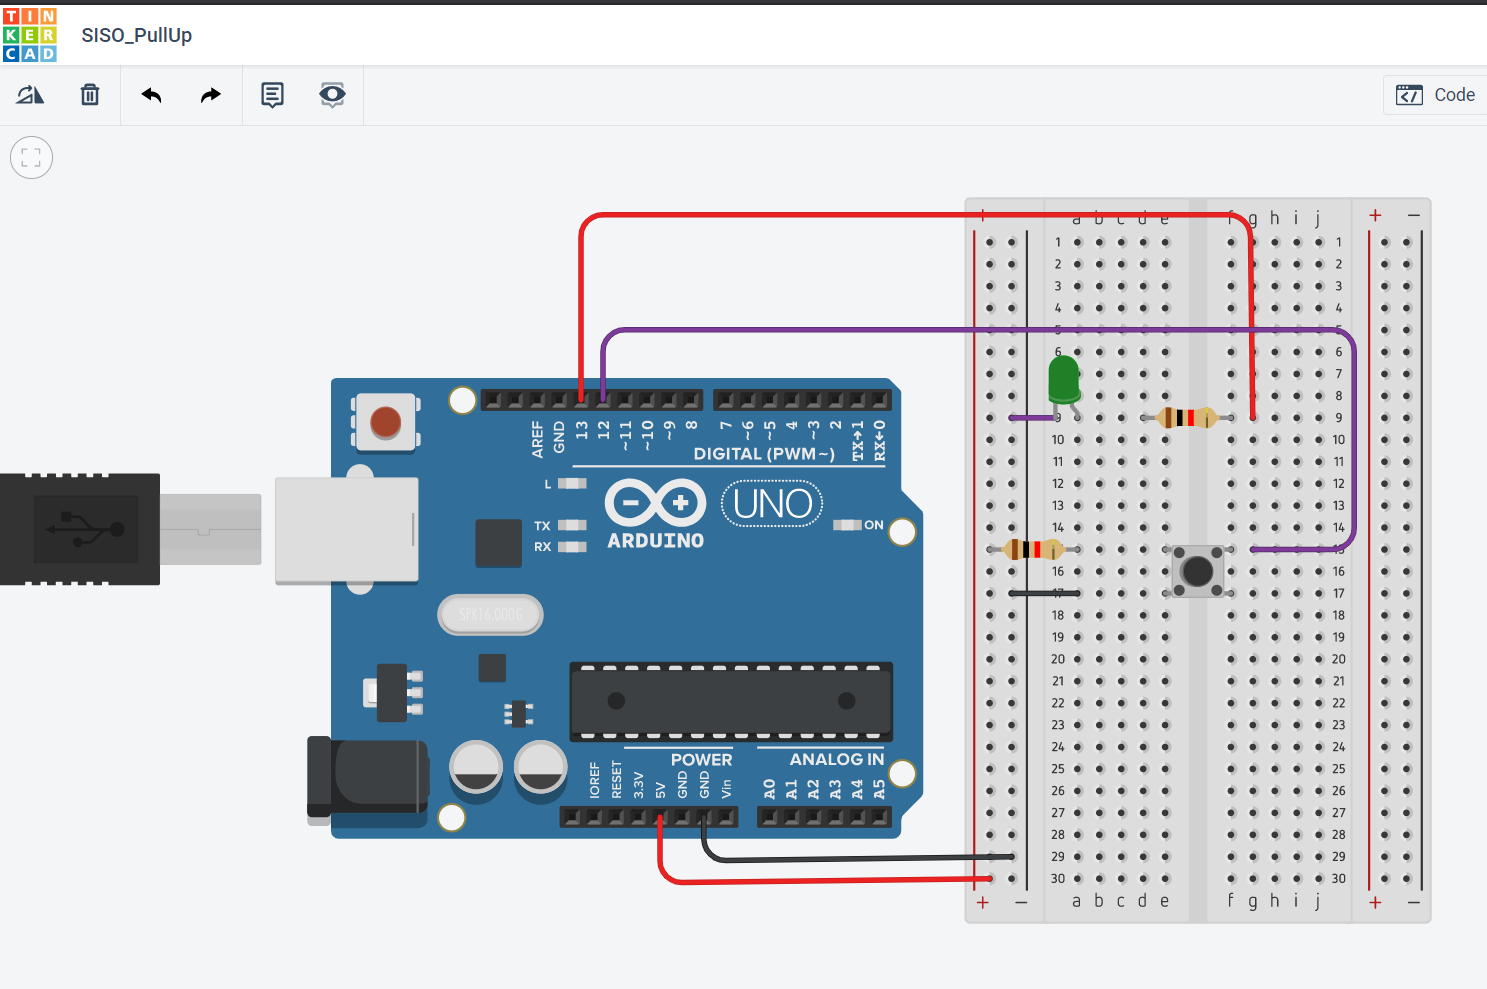 TIN
KER
CAD
SISO_PullUp
Code
+ a b c d e f g h i j + −
1 1
2 2
3 3
4 4
5 5
6 6
7
8
9 9
10 10
11 11
12 12
13 13
14 14
15
16 16
17 17
18 18
19 19
20 20
21 21
22 22
23 23
24 24
25 25
26 26
27 27
28 28
29 29
30 30
+ − a b c d e f g h i j + −
AREF
GND
13
12
~11
~10
~9
8
7
~6
~5
4
~3
2
TX→1
RX←0
DIGITAL (PWM~)
L
TX
RX
− +
ARDUINO
UNO
ON
SPK16.000G
POWER
ANALOG IN
IOREF
RESET
3.3V
5V
GND
GND
Vin
A0
A1
A2
A3
A4
A5